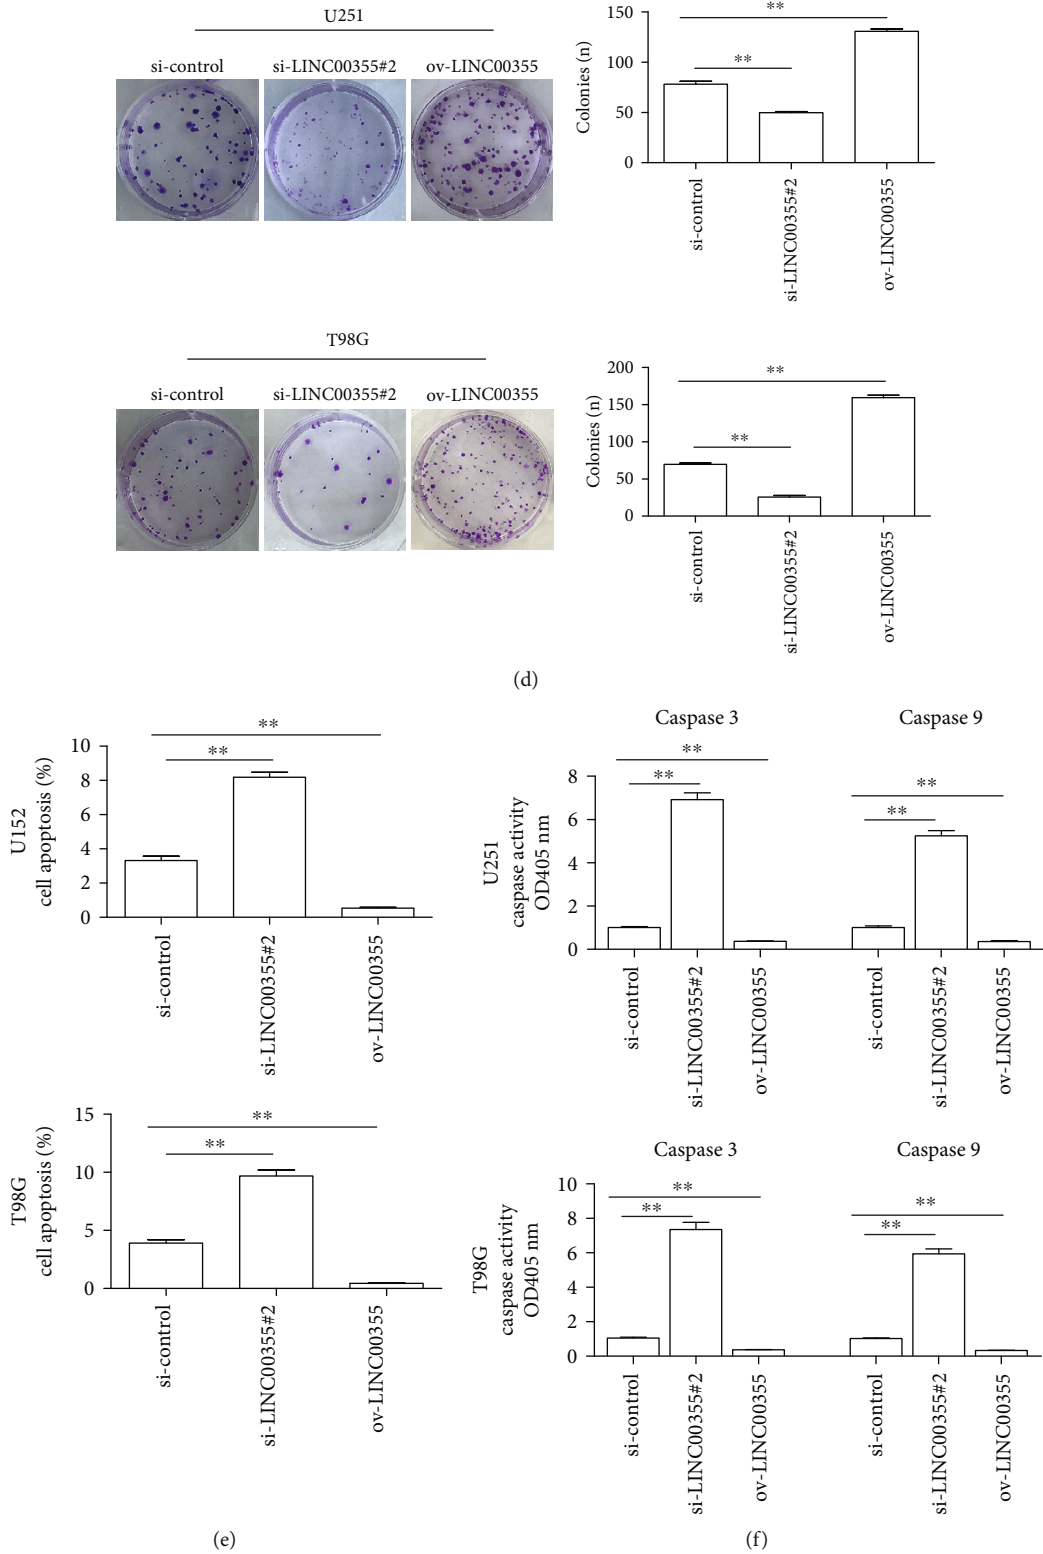 U251
si-control si-LINC00355#2 ov-LINC00355
150
100
50
0
Colonies (n)
**
**
si-control
si-LINC00355#2
ov-LINC00355
T98G
si-control si-LINC00355#2 ov-LINC00355
200
150
100
50
0
Colonies (n)
**
**
si-control
si-LINC00355#2
ov-LINC00355
(d)
U152
cell apoptosis (%)
10
8
6
4
2
0
**
**
si-control
si-LINC00355#2
ov-LINC00355
T98G
cell apoptosis (%)
15
10
5
0
**
**
si-control
si-LINC00355#2
ov-LINC00355
(e)
Caspase 3 Caspase 9
U251
caspase activity
OD405 nm
8
6
4
2
0
**
**
**
**
si-control
si-LINC00355#2
ov-LINC00355
si-control
si-LINC00355#2
ov-LINC00355
Caspase 3 Caspase 9
T98G
caspase activity
OD405 nm
10
8
6
4
2
0
**
**
**
**
si-control
si-LINC00355#2
ov-LINC00355
si-control
si-LINC00355#2
ov-LINC00355
(f)